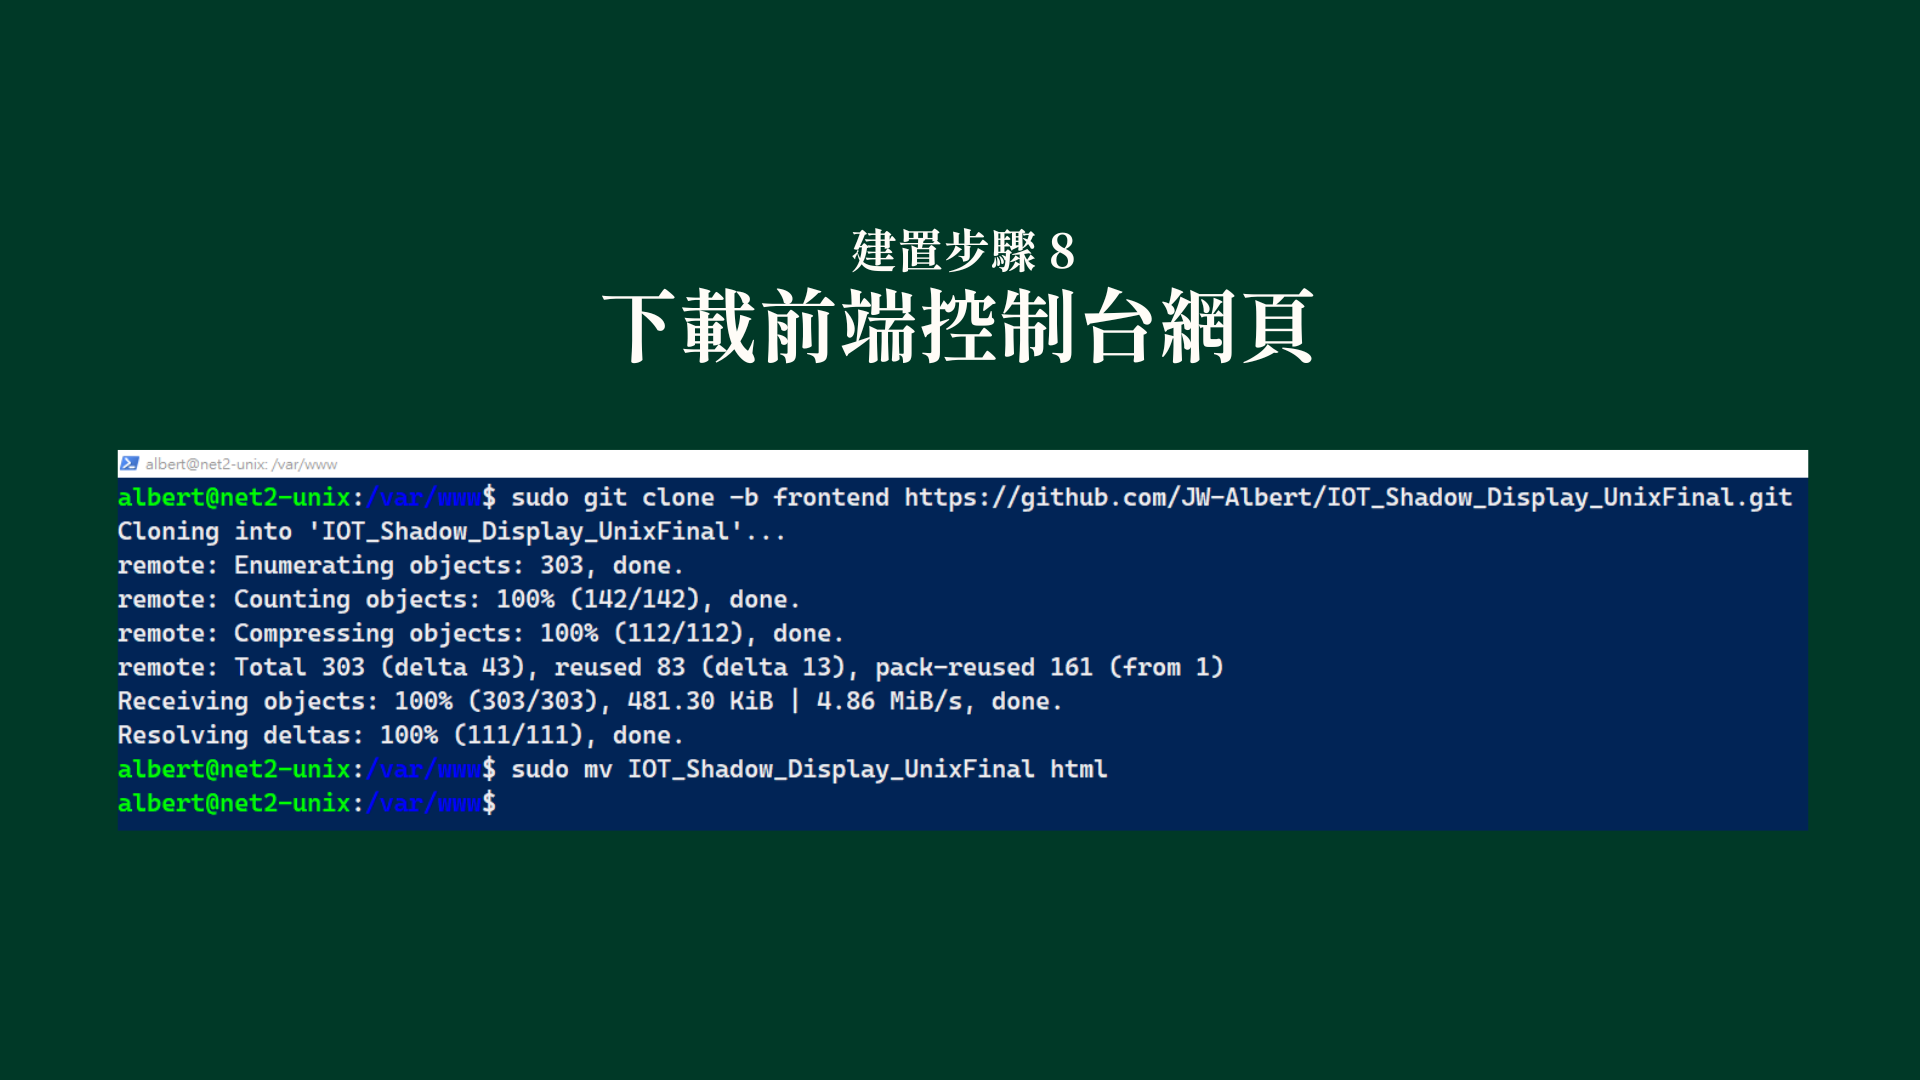 建置步驟 8
下載前端控制台網頁
albert@net2-unix: /var/www
albert@net2-unix:/var/www$ sudo git clone -b frontend https://github.com/JW-Albert/IOT_Shadow_Display_UnixFinal.git
Cloning into 'IOT_Shadow_Display_UnixFinal'...
remote: Enumerating objects: 303, done.
remote: Counting objects: 100% (142/142), done.
remote: Compressing objects: 100% (112/112), done.
remote: Total 303 (delta 43), reused 83 (delta 13), pack-reused 161 (from 1)
Receiving objects: 100% (303/303), 481.30 KiB | 4.86 MiB/s, done.
Resolving deltas: 100% (111/111), done.
albert@net2-unix:/var/www$ sudo mv IOT_Shadow_Display_UnixFinal html
albert@net2-unix:/var/www$